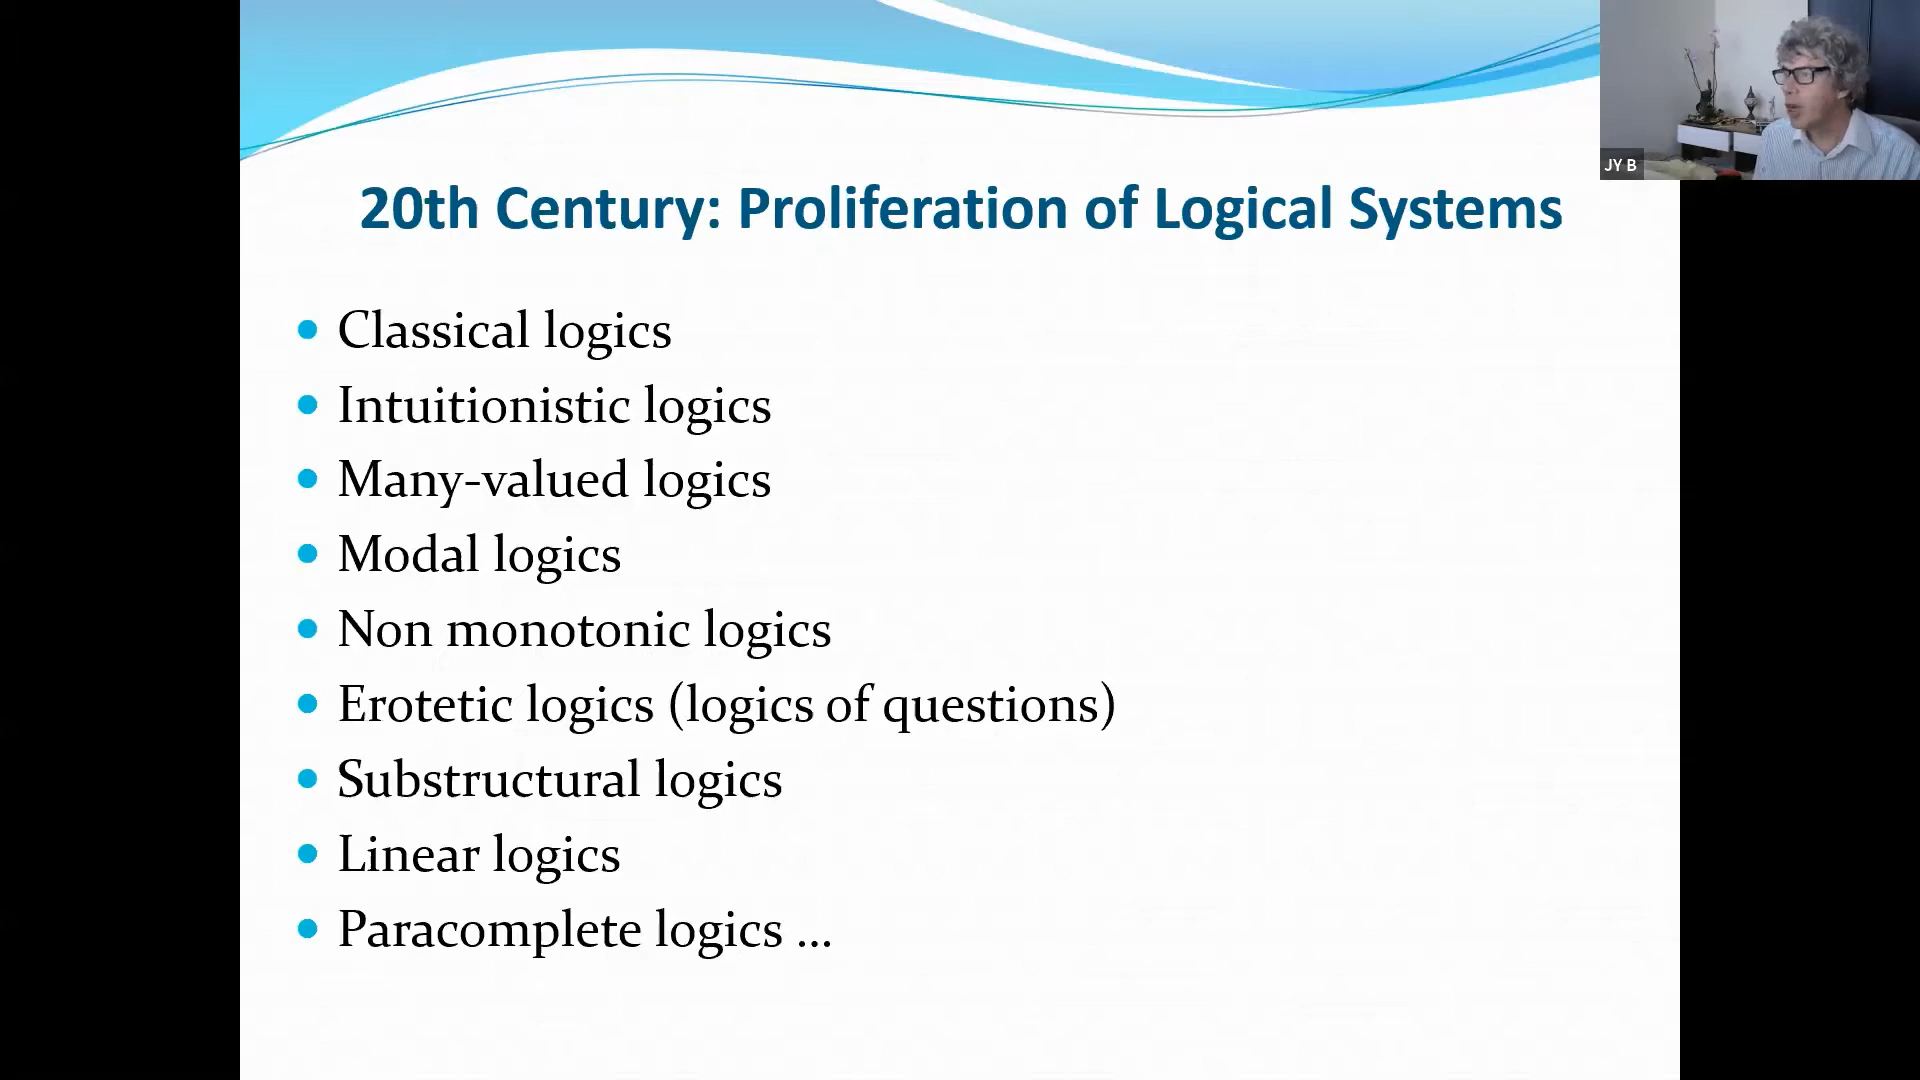 20th Century: Proliferation of Logical Systems
• Classical logics
• Intuitionistic logics
• Many-valued logics
• Modal logics
• Non monotonic logics
• Erotetic logics (logics of questions)
• Substructural logics
• Linear logics
• Paracomplete logics ...
JY B